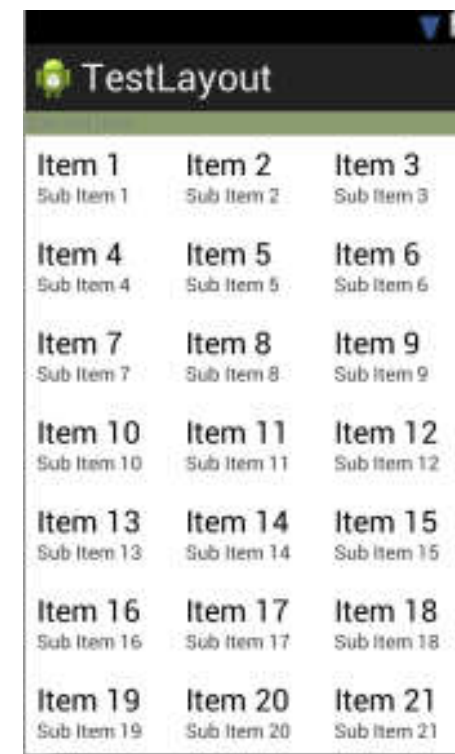 TestLayout
Item 1 Item 2 Item 3
Sub Item 1 Sub Item 2 Sub Item 3
Item 4 Item 5 Item 6
Sub Item 4 Sub Item 5 Sub Item 6
Item 7 Item 8 Item 9
Sub Item 7 Sub Item 8 Sub Item 9
Item 10 Item 11 Item 12
Sub Item 10 Sub Item 11 Sub Item 12
Item 13 Item 14 Item 15
Sub Item 13 Sub Item 14 Sub Item 15
Item 16 Item 17 Item 18
Sub Item 16 Sub Item 17 Sub Item 18
Item 19 Item 20 Item 21
Sub Item 19 Sub Item 20 Sub Item 21